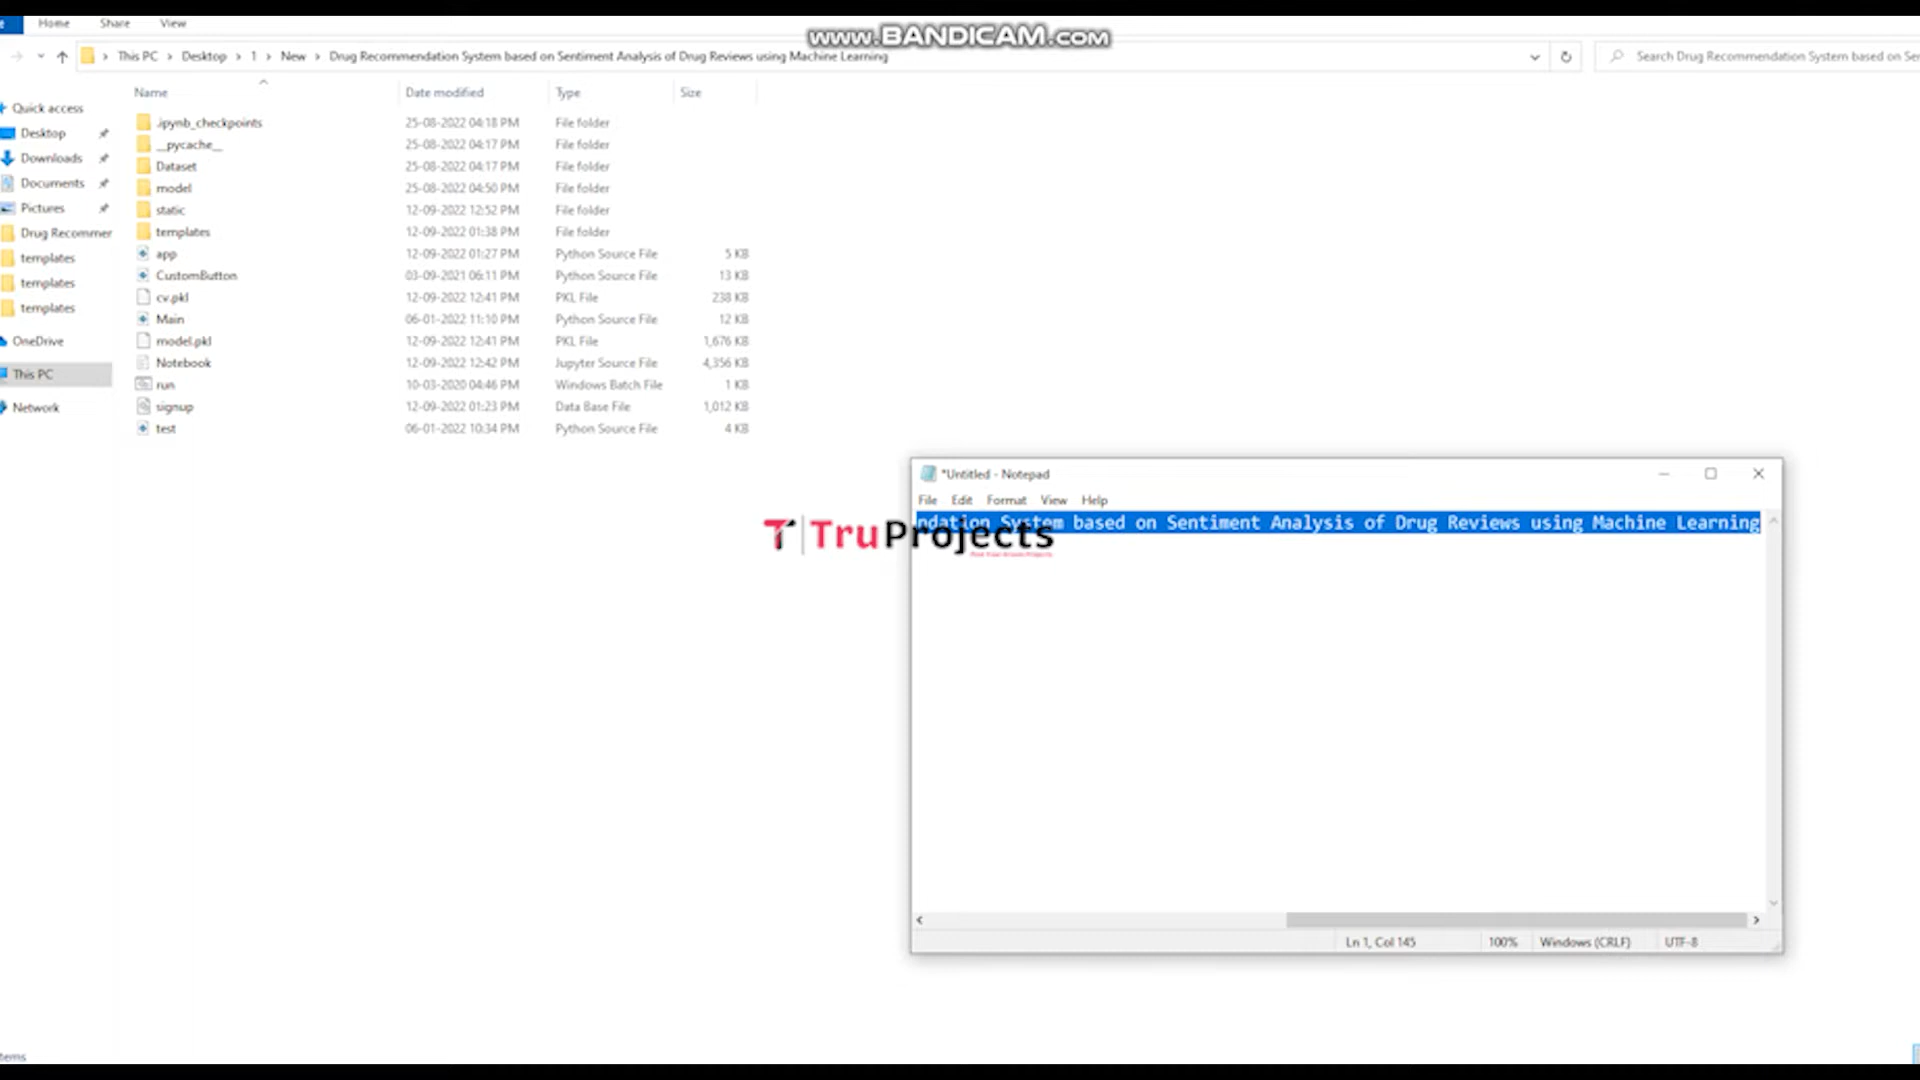 Home Share View
www.BANDICAM.com
This PC Desktop 1 New Drug Recommendation System based on Sentiment Analysis of Drug Reviews using Machine Learning
Search Drug Recommendation System based on Se
Name Date modified Type Size
Quick access
Desktop
Downloads
Documents
Pictures
Drug Recommer
templates
templates
templates
OneDrive
This PC
Network
.ipynb_checkpoints 25-08-2022 04:18 PM File folder
__pycache__ 25-08-2022 04:17 PM File folder
Dataset 25-08-2022 04:17 PM File folder
model 25-08-2022 04:50 PM File folder
static 12-09-2022 12:52 PM File folder
templates 12-09-2022 01:38 PM File folder
app 12-09-2022 01:27 PM Python Source File 5 KB
CustomButton 03-09-2021 06:11 PM Python Source File 13 KB
cv.pkl 12-09-2022 12:41 PM PKL File 238 KB
Main 06-01-2022 11:10 PM Python Source File 12 KB
model.pkl 12-09-2022 12:41 PM PKL File 1,676 KB
Notebook 12-09-2022 12:42 PM Jupyter Source File 4,356 KB
run 10-03-2020 04:46 PM Windows Batch File 1 KB
signup 12-09-2022 01:23 PM Data Base File 1,012 KB
test 06-01-2022 10:34 PM Python Source File 4 KB
*Untitled - Notepad
File Edit Format View Help
ndation System based on Sentiment Analysis of Drug Reviews using Machine Learning
TruProjects
Ln 1, Col 145 100% Windows (CRLF) UTF-8
tems